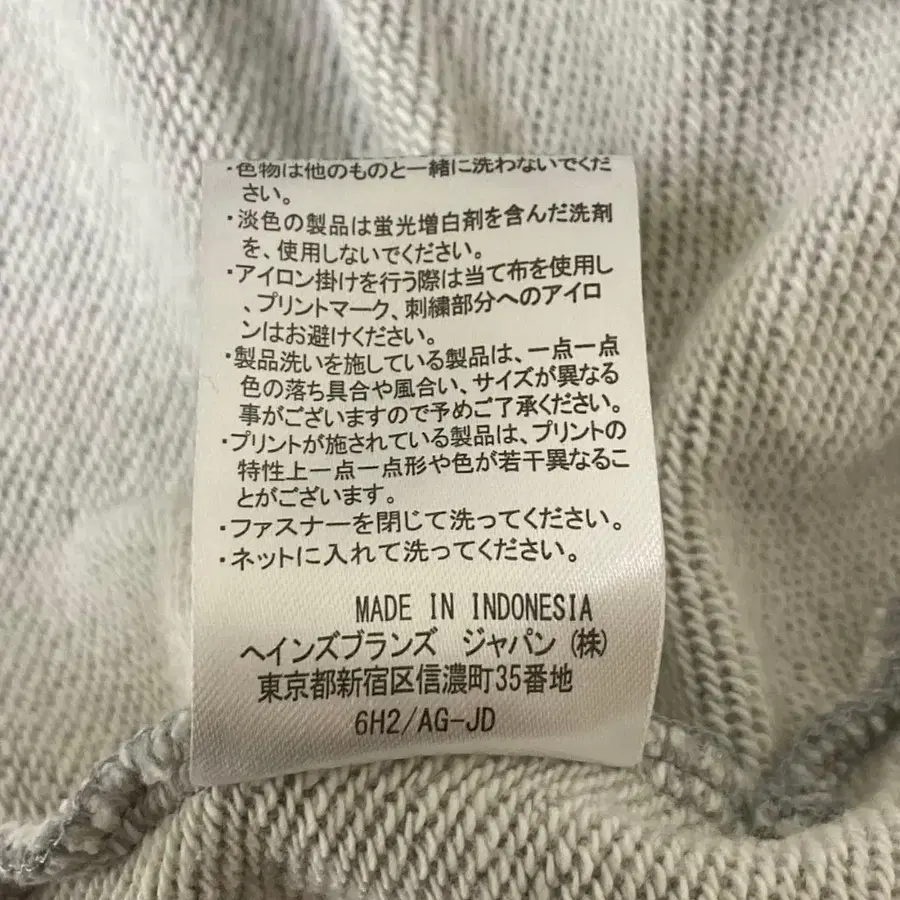 ・色物は他のものと一緒に洗わないでくだ
さい。
・淡色の製品は蛍光増白剤を含んだ洗剤
を、使用しないでください。
・アイロン掛けを行う際は当て布を使用し
、プリントマーク、刺繍部分へのアイロ
ンはお避けください。
・製品洗いを施している製品は、一点一点
色の落ち具合や風合い、サイズが異なる
事がございますので予めご了承ください。
・プリントが施されている製品は、プリントの
特性上一点一点形や色が若干異なるこ
とがございます。
・ファスナーを閉じて洗ってください。
・ネットに入れて洗ってください。
MADE IN INDONESIA
ヘインズブランズ ジャパン(株)
東京都新宿区信濃町35番地
6H2/AG-JD